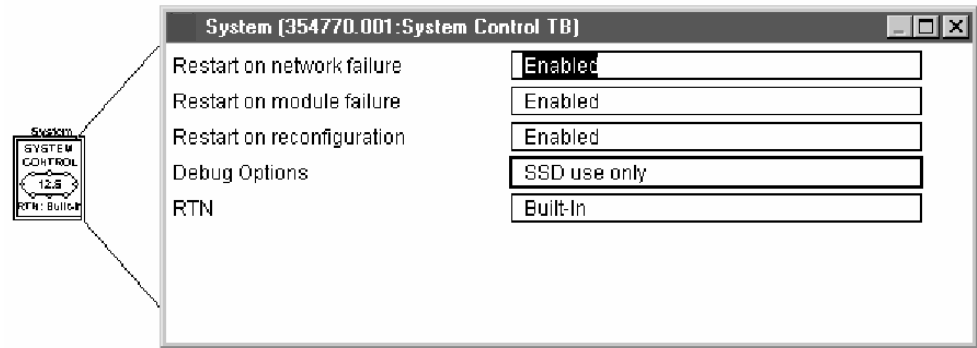 System (354770.001:System Control TB)
Restart on network failure Enabled
Restart on module failure Enabled
Restart on reconfiguration Enabled
Debug Options SSD use only
RTN Built-In
System
SYSTEM
CONTROL
12.5
RTN: Built-In